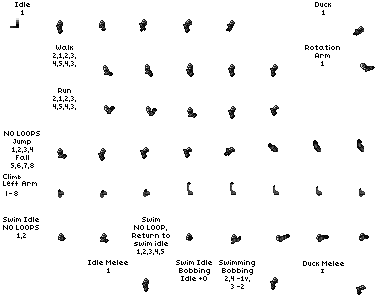 Idle
1
Duck
1
Walk
2,1,2,3,
4,5,4,3,
Rotation
Arm
1
Run
2,1,2,3,
4,5,4,3,
NO LOOPS
Jump
1,2,3,4
Fall
5,6,7,8
Climb
Left Arm
1-8
Swim Idle
NO LOOPS
1,2
Swim
NO LOOP,
Return to
swim idle
1,2,3,4,5
Idle Melee
1
Swim Idle
Bobbing
Idle +0
Swimming
Bobbing
2,4 -1v,
3 -2
Duck Melee
1